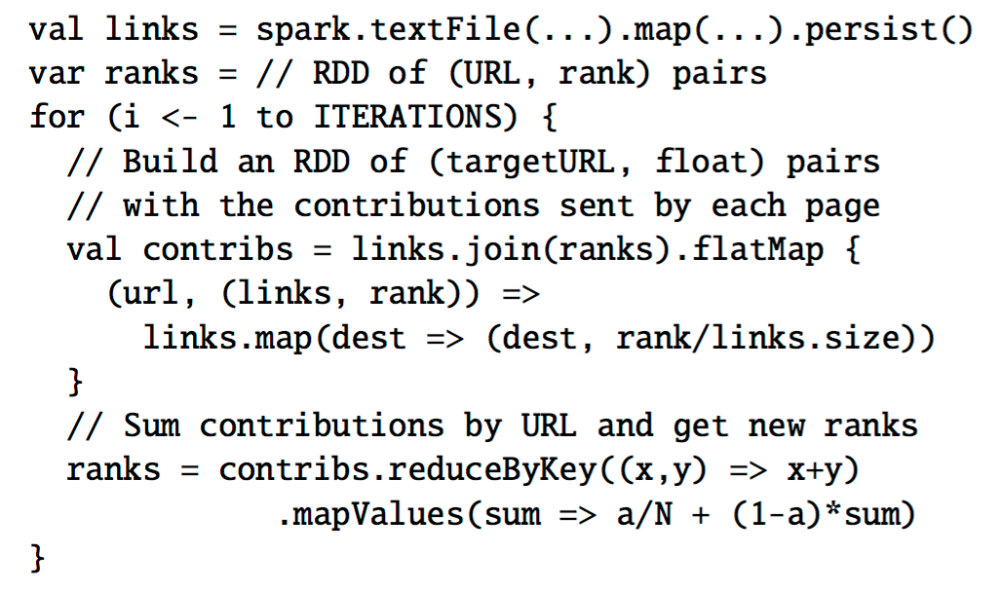 val links = spark.textFile(...).map(...).persist()
var ranks = // RDD of (URL, rank) pairs
for (i <- 1 to ITERATIONS) {
  // Build an RDD of (targetURL, float) pairs
  // with the contributions sent by each page
  val contribs = links.join(ranks).flatMap {
    (url, (links, rank)) =>
      links.map(dest => (dest, rank/links.size))
  }
  // Sum contributions by URL and get new ranks
  ranks = contribs.reduceByKey((x,y) => x+y)
             .mapValues(sum => a/N + (1-a)*sum)
}